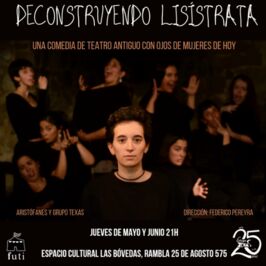 DECONSTRUYENDO LISÍSTRATA
UNA COMEDIA DE TEATRO ANTIGUO CON OJOS DE MUJERES DE HOY
ARISTÓFANES Y GRUPO TEXAS
DIRECCIÓN: FEDERICO PEREYRA
JUEVES DE MAYO Y JUNIO 21H
futi
25
ESPACIO CULTURAL LAS BÓVEDAS, RAMBLA 25 DE AGOSTO 575